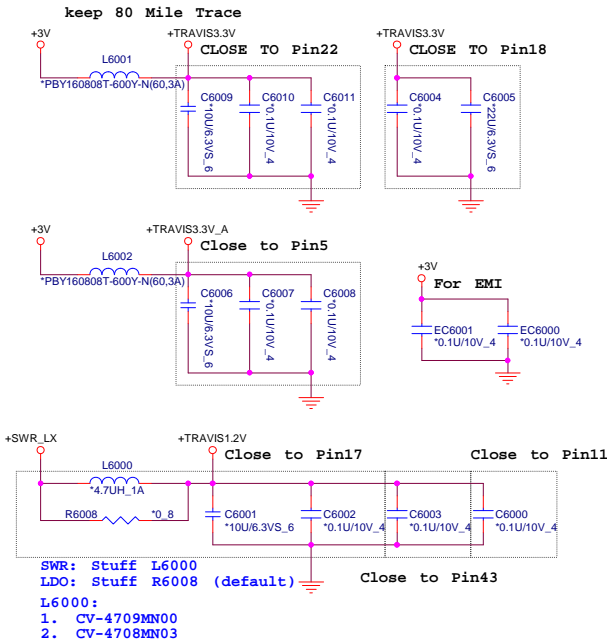 keep 80 Mile Trace
+3V
L6001
*PBY160808T-600Y-N(60,3A)
+TRAVIS3.3V
CLOSE TO Pin22
C6009
*10U/6.3VS_6
C6010
*0.1U/10V_4
C6011
*0.1U/10V_4
+TRAVIS3.3V
CLOSE TO Pin18
C6004
*0.1U/10V_4
C6005
*22U/6.3VS_6
+3V
L6002
*PBY160808T-600Y-N(60,3A)
+TRAVIS3.3V_A
Close to Pin5
C6006
*10U/6.3VS_6
C6007
*0.1U/10V_4
C6008
*0.1U/10V_4
+3V
For EMI
EC6001
*0.1U/10V_4
EC6000
*0.1U/10V_4
+SWR_LX
L6000
*4.7UH_1A
R6008
*0_8
+TRAVIS1.2V
Close to Pin17
Close to Pin11
C6001
*10U/6.3VS_6
C6002
*0.1U/10V_4
C6003
*0.1U/10V_4
C6000
*0.1U/10V_4
Close to Pin43
SWR: Stuff L6000
LDO: Stuff R6008 (default)
L6000:
1. CV-4709MN00
2. CV-4708MN03